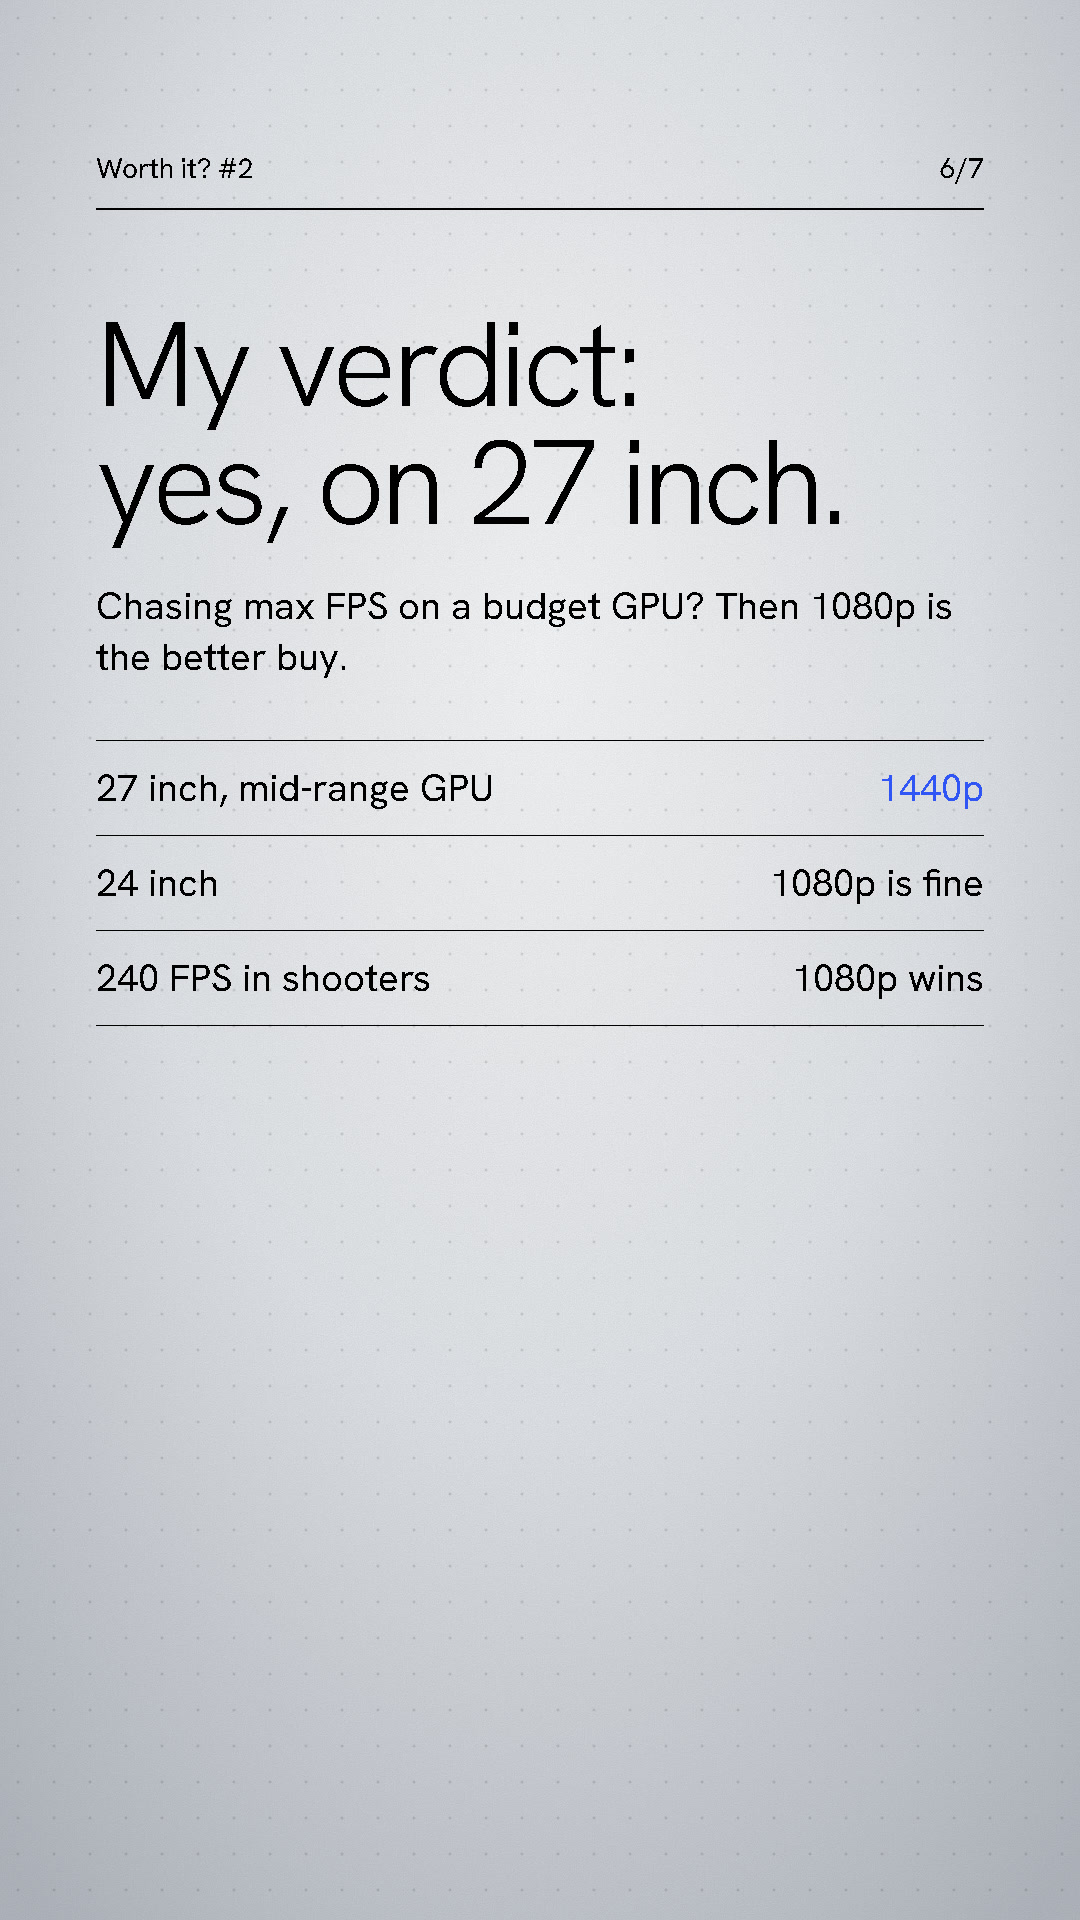 Worth it? #2 6/7
My verdict:
yes, on 27 inch.
Chasing max FPS on a budget GPU? Then 1080p is
the better buy.
27 inch, mid-range GPU 1440p
24 inch 1080p is fine
240 FPS in shooters 1080p wins